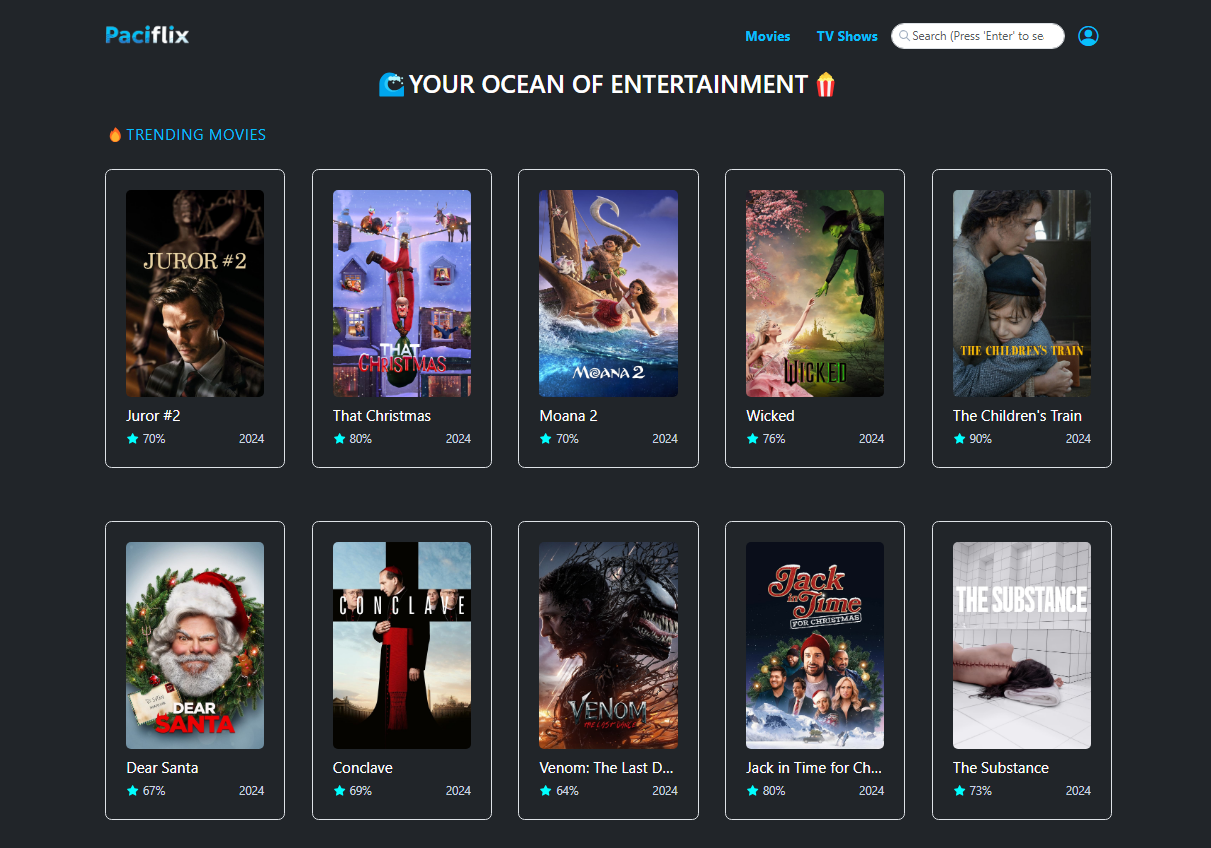 Paciflix
Movies
TV Shows
Search (Press 'Enter' to se
YOUR OCEAN OF ENTERTAINMENT
TRENDING MOVIES
JUROR #2
THAT
CHRISTMAS
MOANA 2
WICKED
THE CHILDREN'S TRAIN
Juror #2
70%
2024
That Christmas
80%
2024
Moana 2
70%
2024
Wicked
76%
2024
The Children's Train
90%
2024
DEAR
SANTA
CONCLAVE
VENOM
THE LAST DANCE
Jack
in Time
FOR CHRISTMAS
THE SUBSTANCE
Dear Santa
67%
2024
Conclave
69%
2024
Venom: The Last D...
64%
2024
Jack in Time for Ch...
80%
2024
The Substance
73%
2024